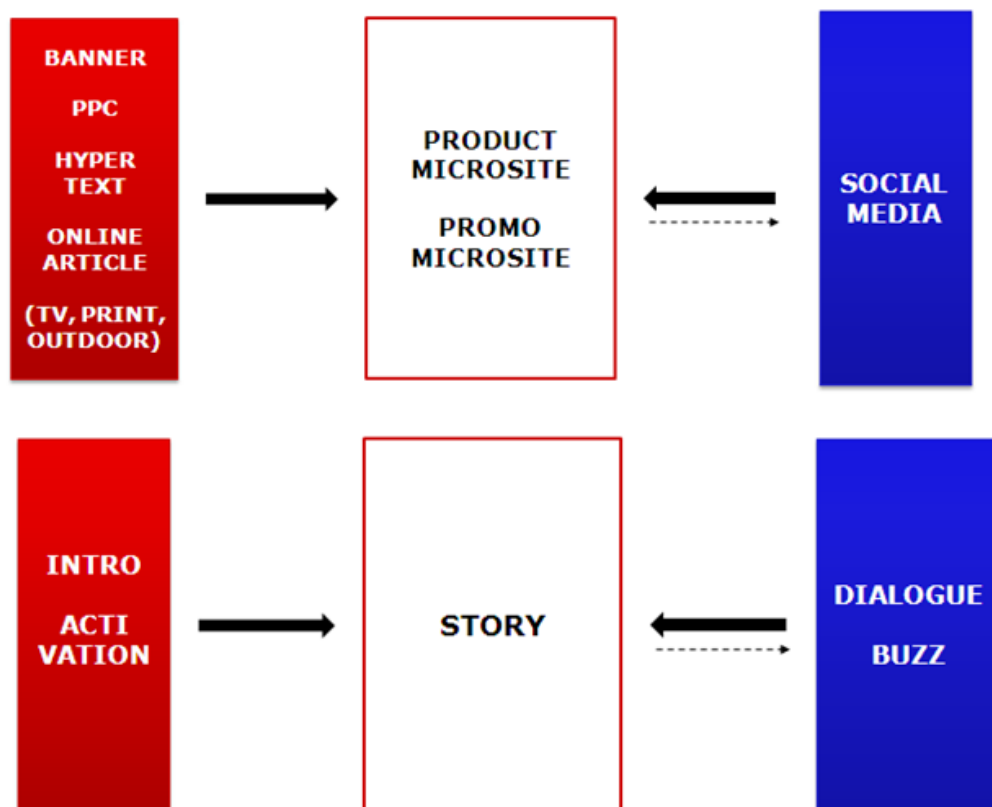 BANNER
PPC
HYPER
TEXT
ONLINE
ARTICLE
(TV, PRINT,
OUTDOOR)
PRODUCT
MICROSITE
PROMO
MICROSITE
SOCIAL
MEDIA
INTRO
ACTI
VATION
STORY
DIALOGUE
BUZZ